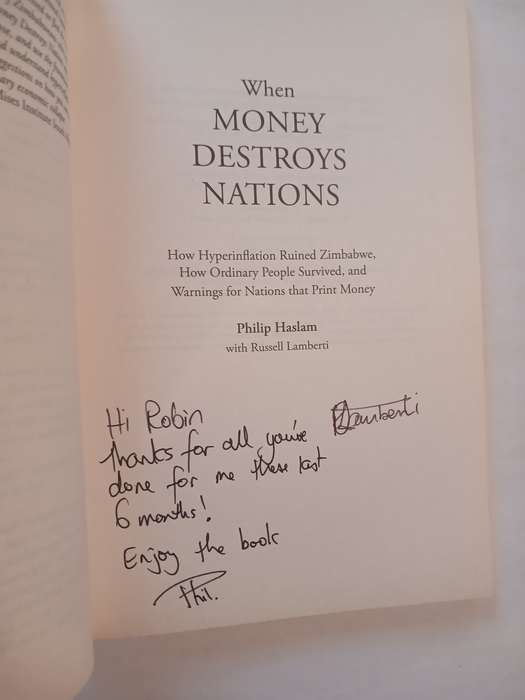 When
MONEY
DESTROYS
NATIONS
How Hyperinflation Ruined Zimbabwe,
How Ordinary People Survived, and
Warnings for Nations that Print Money
Philip Haslam
with Russell Lamberti
Hi Robin
Thanks for all you've
done for me these last
6 months!
Enjoy the book
Phil.
Lamberti